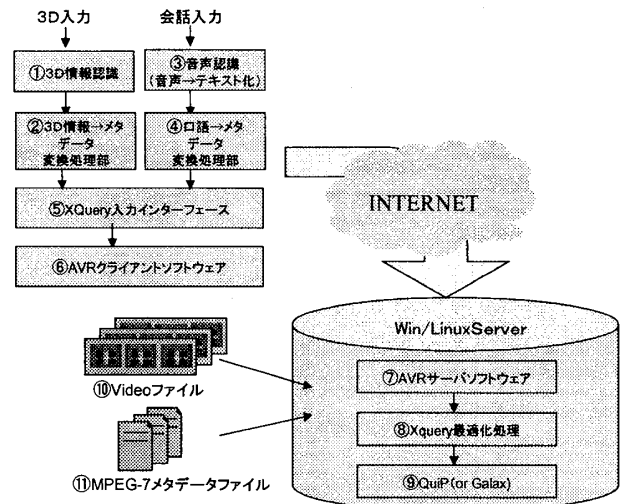 3D入力
会話入力
①3D情報認識
③音声認識
(音声→テキスト化)
②3D情報→メタ
データ
変換処理部
④口語→メタ
データ
変換処理部
⑤XQuery入力インターフェース
⑥AVRクライアントソフトウェア
INTERNET
Win/LinuxServer
⑦AVRサーバソフトウェア
⑧Xquery最適化処理
⑨QuiP(or Galax)
⑩Videoファイル
⑪MPEG-7メタデータファイル